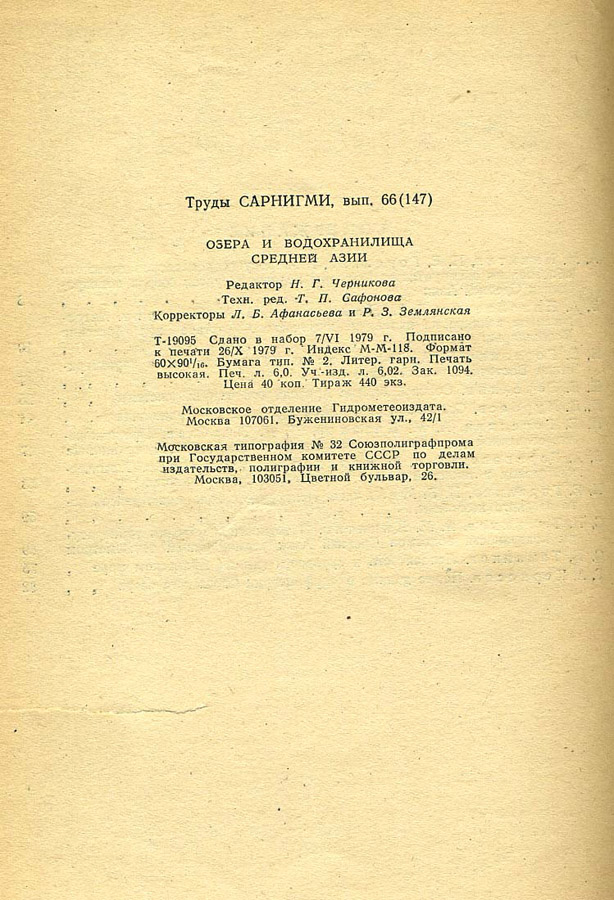 Труды САРНИГМИ, вып. 66(147)
ОЗЕРА И ВОДОХРАНИЛИЩА
СРЕДНЕЙ АЗИИ
Редактор Н. Г. Черникова
Техн. ред. Т. П. Сафонова
Корректоры Л. Б. Афанасьева и Р. З. Землянская
Т-19095 Сдано в набор 7/VI 1979 г. Подписано
к печати 26/X 1979 г. Индекс М-М-118. Формат
60×90¹/₁₆. Бумага тип. № 2. Литер. гарн. Печать
высокая. Печ. л. 6,0. Уч.-изд. л. 6,02. Зак. 1094.
Цена 40 коп. Тираж 440 экз.
Московское отделение Гидрометеоиздата.
Москва 107061. Буженинovская ул., 42/1
Московская типография № 32 Союзполиграфпрома
при Государственном комитете СССР по делам
издательств, полиграфии и книжной торговли.
Москва, 103051, Цветной бульвар, 26.